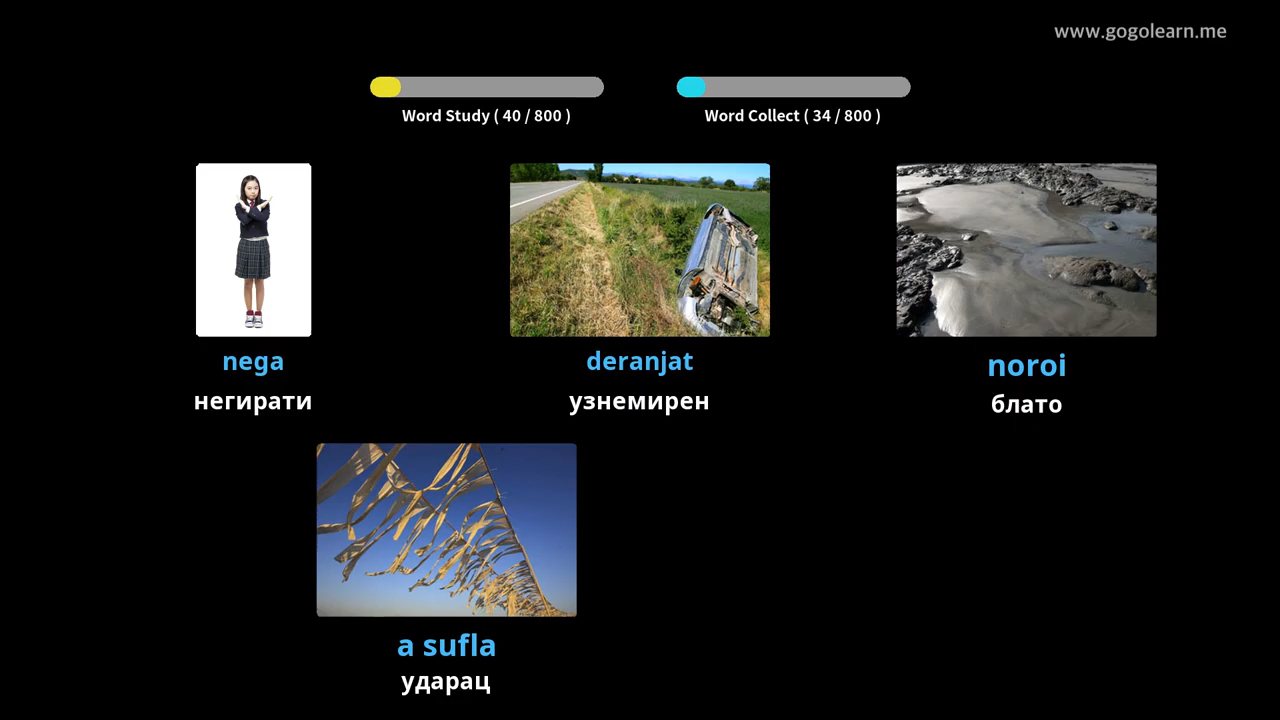 www.gogolearn.me
Word Study ( 40 / 800 )
Word Collect ( 34 / 800 )
nega
негирати
deranjat
узнемирен
noroi
блато
a sufla
ударац